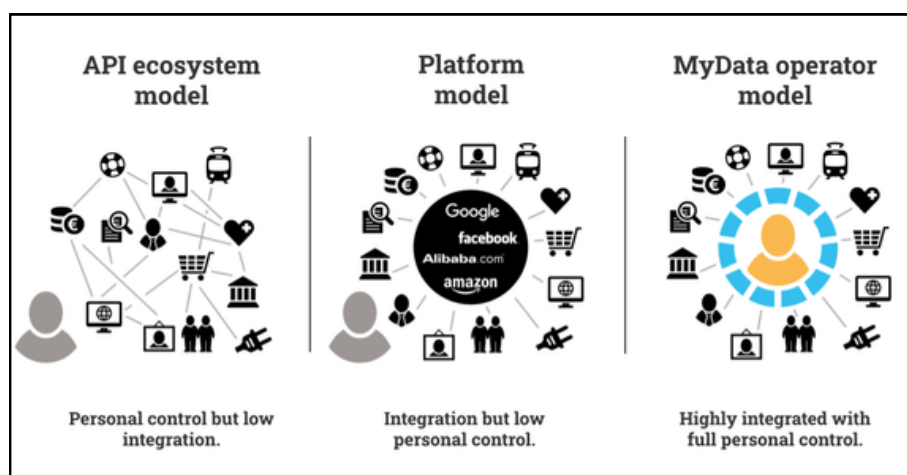 API ecosystem
model
Platform
model
MyData operator
model
Google
facebook
Alibaba.com®
amazon
Personal control but low
integration.
Integration but low
personal control.
Highly integrated with
full personal control.